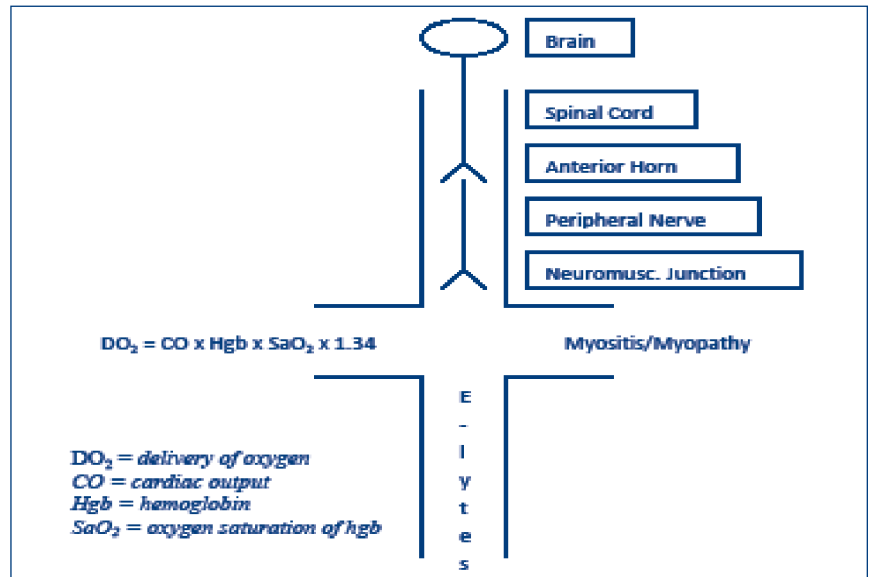 Brain
Spinal Cord
Anterior Horn
Peripheral Nerve
Neuromusc. Junction
DO₂ = CO x Hgb x SaO₂ x 1.34
Myositis/Myopathy
E
-
l
y
t
e
s
DO₂ = delivery of oxygen
CO = cardiac output
Hgb = hemoglobin
SaO₂ = oxygen saturation of hgb